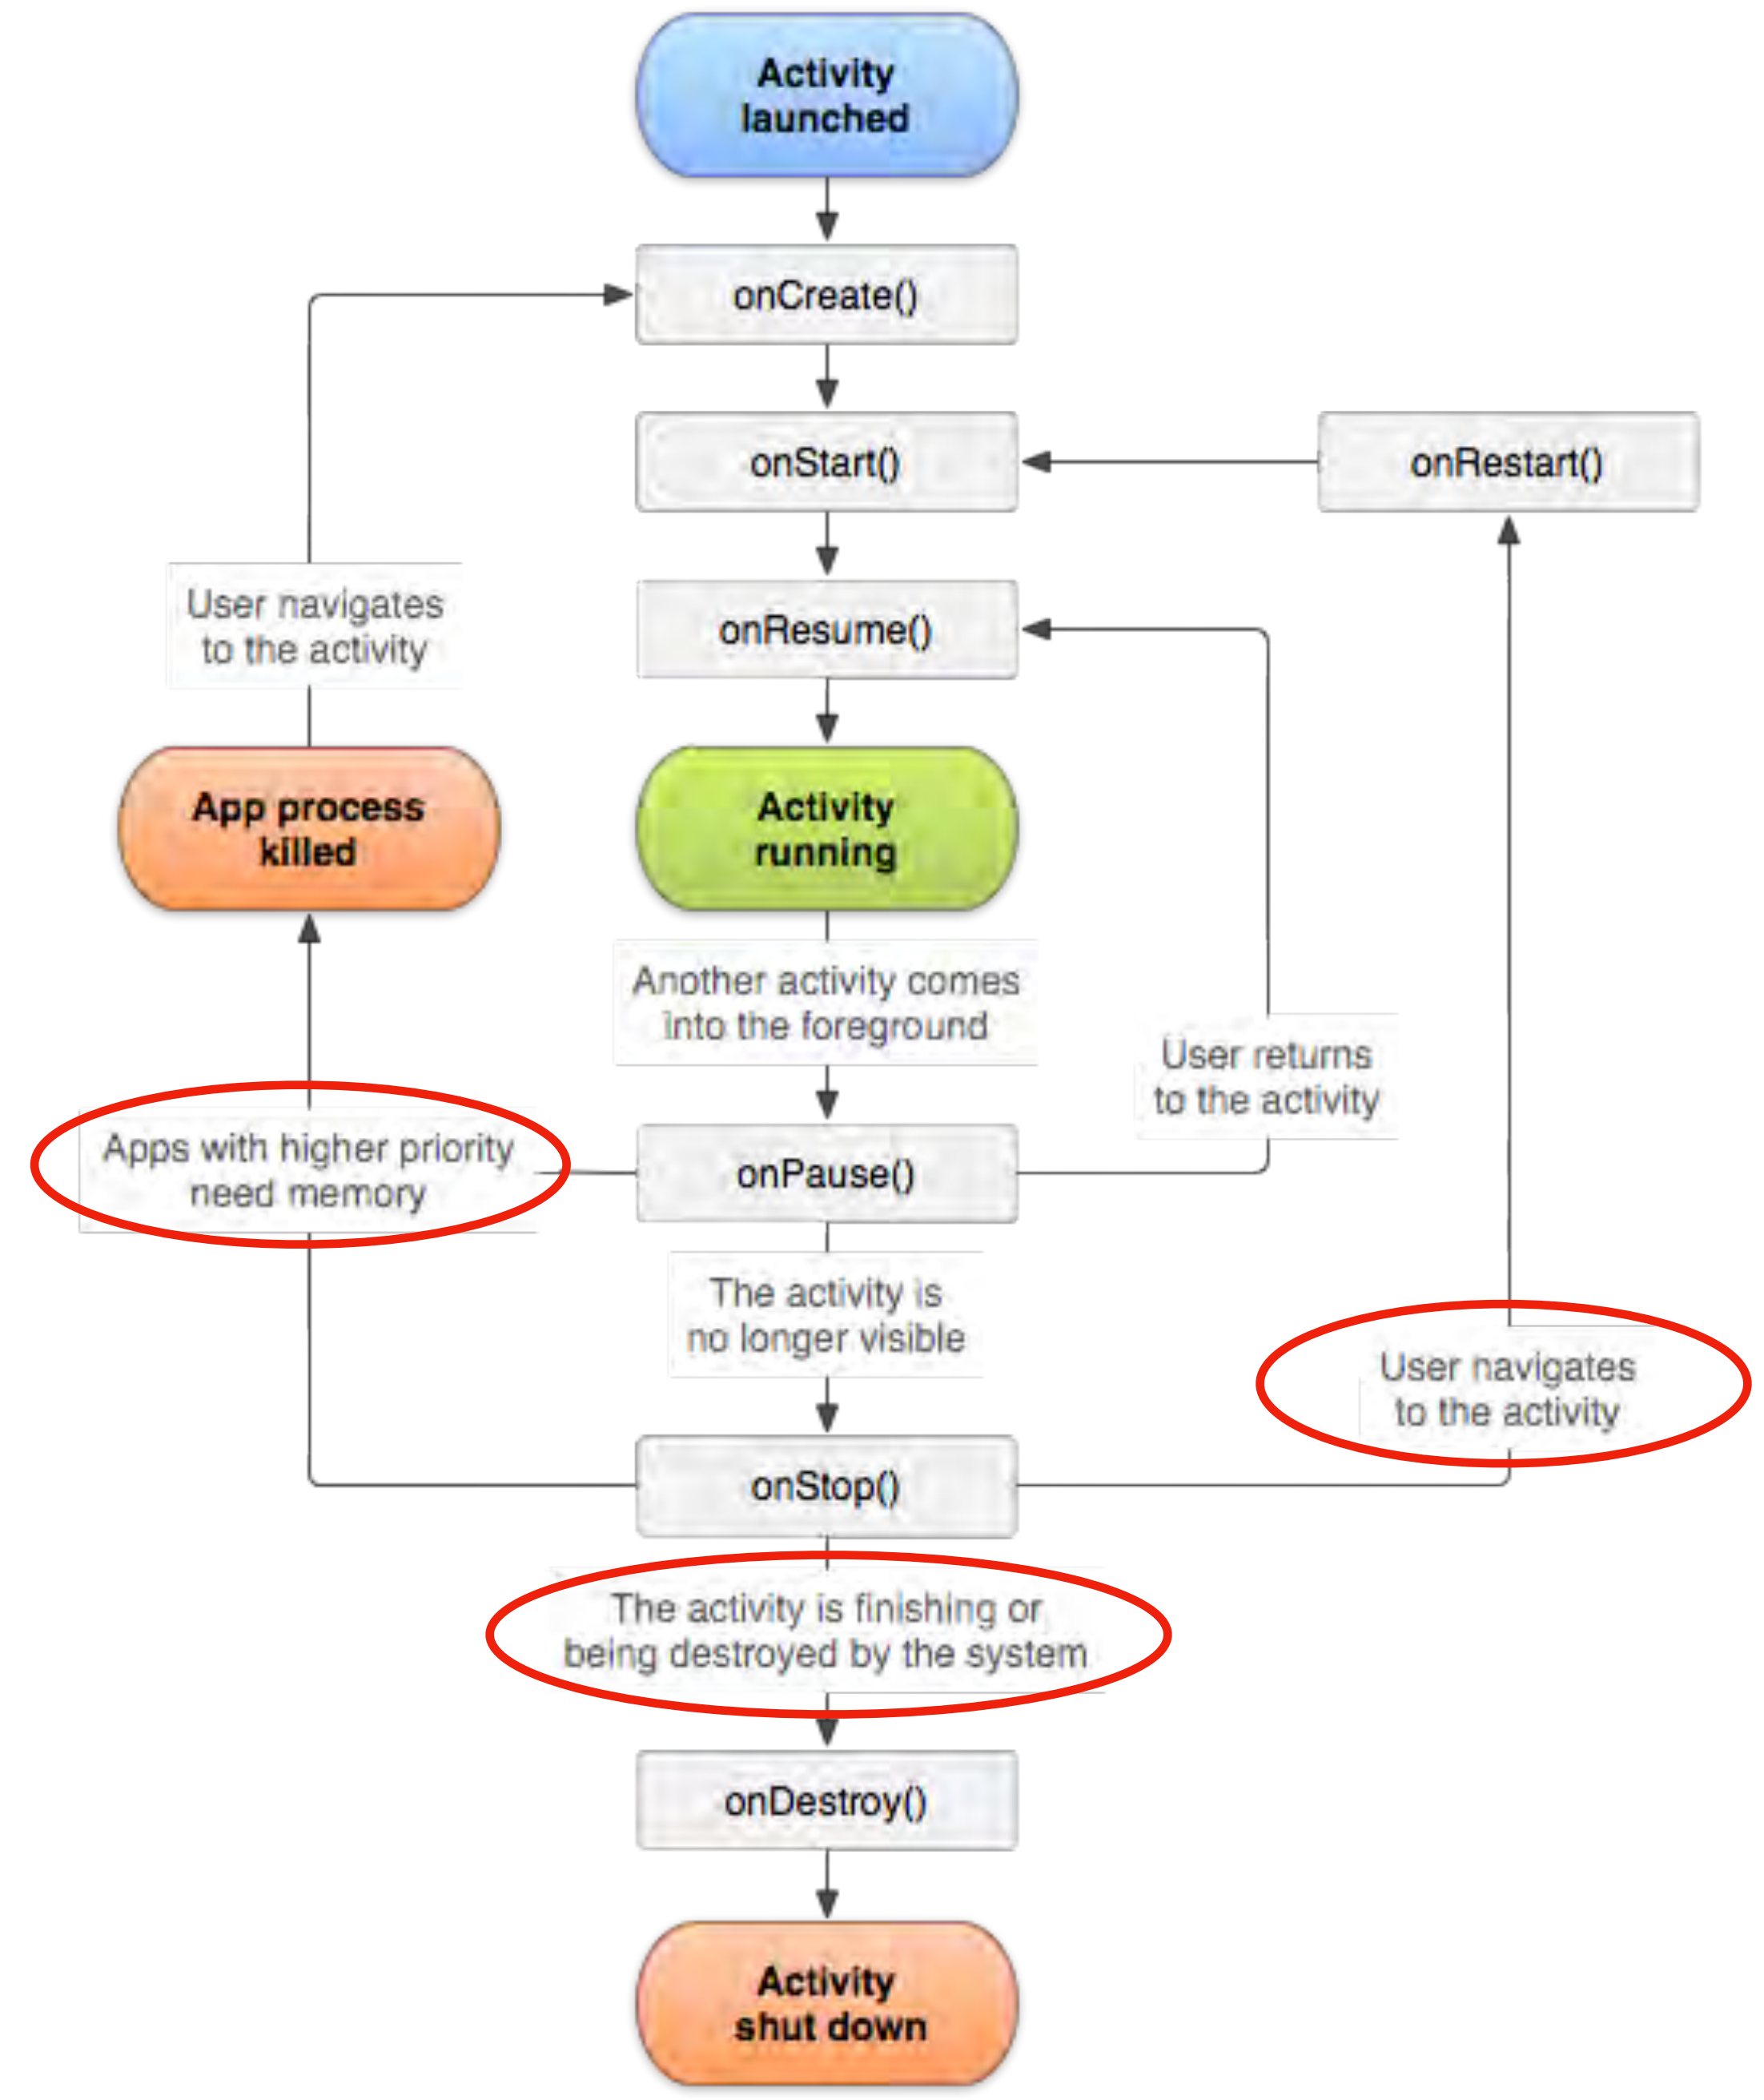 Activity
launched
onCreate()
onStart()
onRestart()
User navigates
to the activity
onResume()
App process
killed
Activity
running
Another activity comes
into the foreground
User returns
to the activity
Apps with higher priority
need memory
onPause()
The activity is
no longer visible
User navigates
to the activity
onStop()
The activity is finishing or
being destroyed by the system
onDestroy()
Activity
shut down